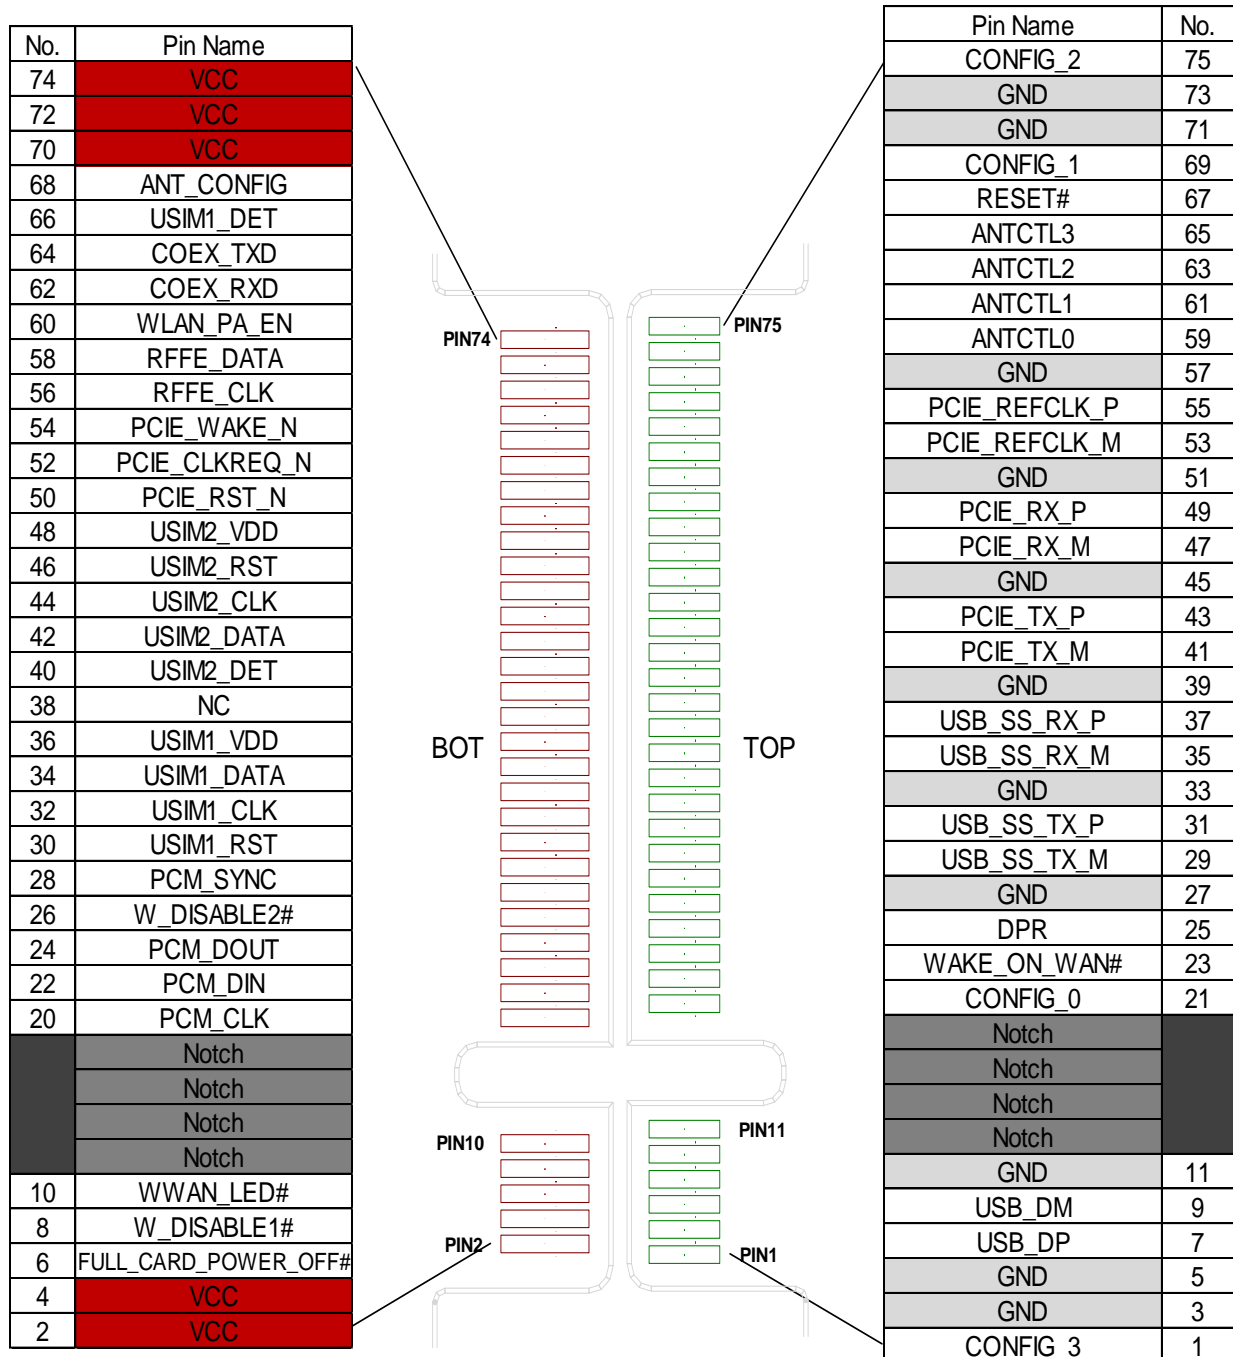 No. Pin Name
74 VCC
72 VCC
70 VCC
68 ANT_CONFIG
66 USIM1_DET
64 COEX_TXD
62 COEX_RXD
60 WLAN_PA_EN
58 RFFE_DATA
56 RFFE_CLK
54 PCIE_WAKE_N
52 PCIE_CLKREQ_N
50 PCIE_RST_N
48 USIM2_VDD
46 USIM2_RST
44 USIM2_CLK
42 USIM2_DATA
40 USIM2_DET
38 NC
36 USIM1_VDD
34 USIM1_DATA
32 USIM1_CLK
30 USIM1_RST
28 PCM_SYNC
26 W_DISABLE2#
24 PCM_DOUT
22 PCM_DIN
20 PCM_CLK
Notch
Notch
Notch
Notch
10 WWAN_LED#
8 W_DISABLE1#
6 FULL_CARD_POWER_OFF#
4 VCC
2 VCC
PIN74
BOT
PIN10
PIN2
PIN75
TOP
PIN11
PIN1
Pin Name No.
CONFIG_2 75
GND 73
GND 71
CONFIG_1 69
RESET# 67
ANTCTL3 65
ANTCTL2 63
ANTCTL1 61
ANTCTL0 59
GND 57
PCIE_REFCLK_P 55
PCIE_REFCLK_M 53
GND 51
PCIE_RX_P 49
PCIE_RX_M 47
GND 45
PCIE_TX_P 43
PCIE_TX_M 41
GND 39
USB_SS_RX_P 37
USB_SS_RX_M 35
GND 33
USB_SS_TX_P 31
USB_SS_TX_M 29
GND 27
DPR 25
WAKE_ON_WAN# 23
CONFIG_0 21
Notch
Notch
Notch
Notch
GND 11
USB_DM 9
USB_DP 7
GND 5
GND 3
CONFIG_3 1